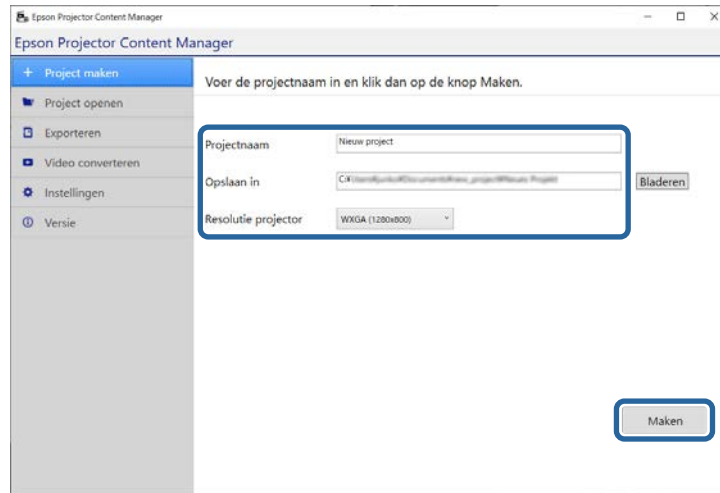 Epson Projector Content Manager
Epson Projector Content Manager
Project maken
Project openen
Exporteren
Video converteren
Instellingen
Versie
Voer de projectnaam in en klik dan op de knop Maken.
Projectnaam Nieuw project
Opslaan in C:¥ Bladeren
Resolutie projector WXGA (1280x800)
Maken